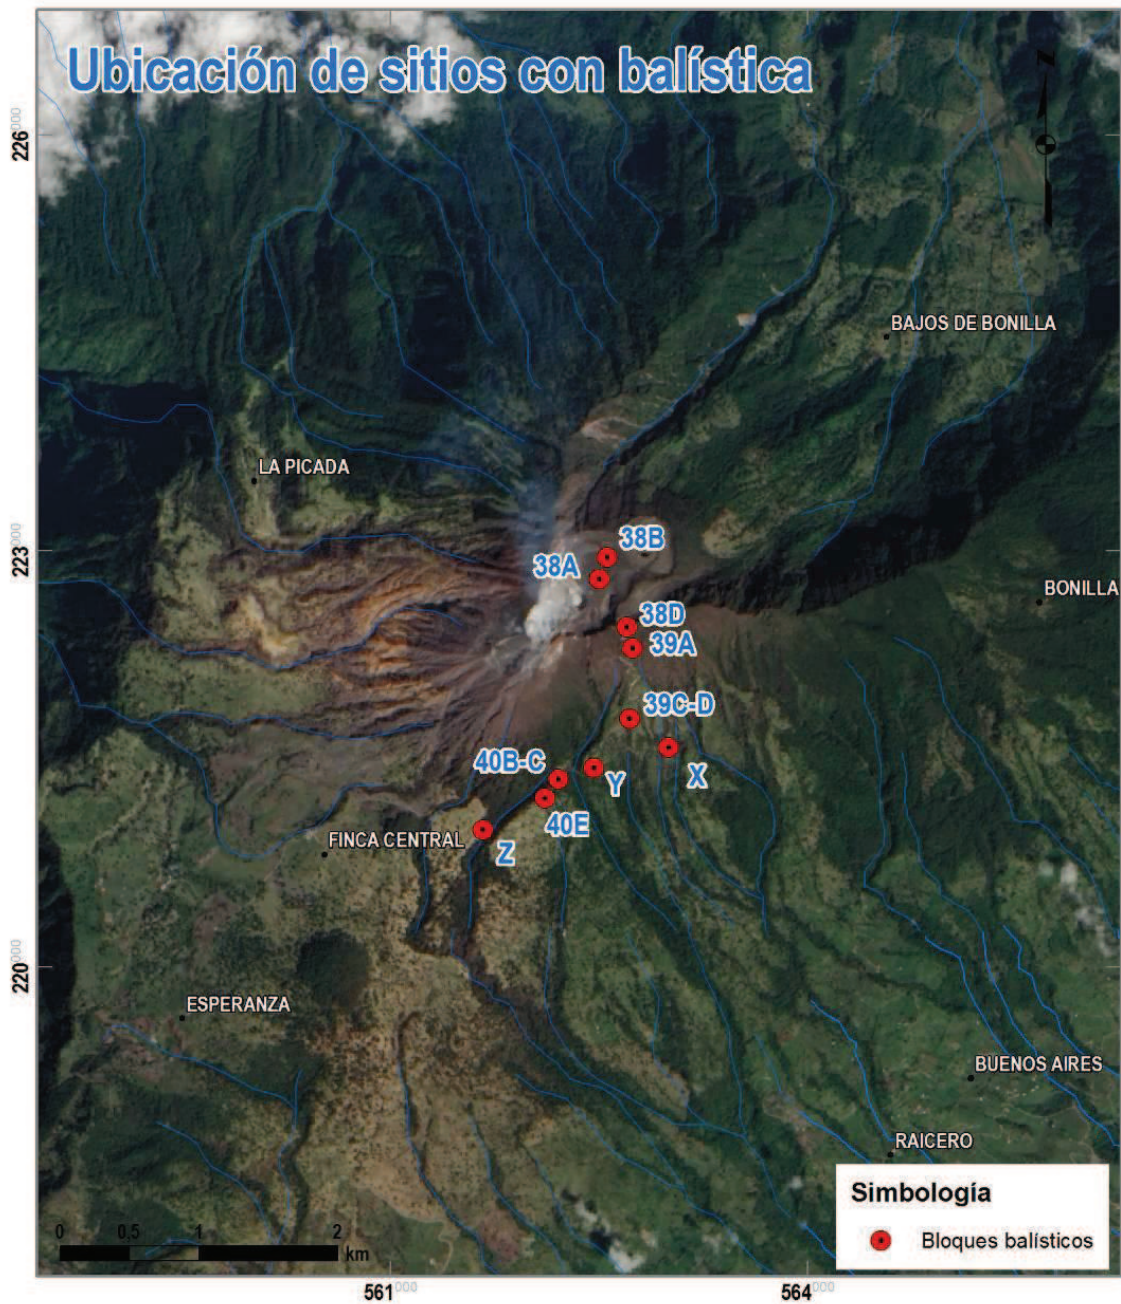 Ubicación de sitios con balística
N
226000
BAJOS DE BONILLA
LA PICADA
223000
38B
38A
BONILLA
38D
39A
39C-D
40B-C
Y
X
40E
FINCA CENTRAL
Z
220000
ESPERANZA
BUENOS AIRES
RAICERO
Simbología
Bloques balísticos
0 0.5 1 2
km
561000
564000